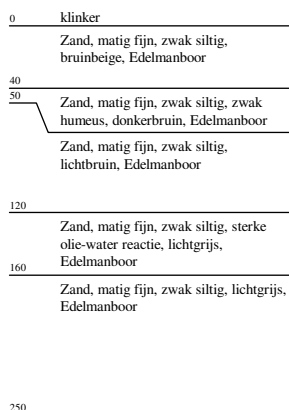 0 klinker
Zand, matig fijn, zwak siltig,
bruinbeige, Edelmanboor
40
50
Zand, matig fijn, zwak siltig, zwak
humeus, donkerbruin, Edelmanboor
Zand, matig fijn, zwak siltig,
lichtbruin, Edelmanboor
120
Zand, matig fijn, zwak siltig, sterke
olie-water reactie, lichtgrijs,
Edelmanboor
160
Zand, matig fijn, zwak siltig, lichtgrijs,
Edelmanboor
250